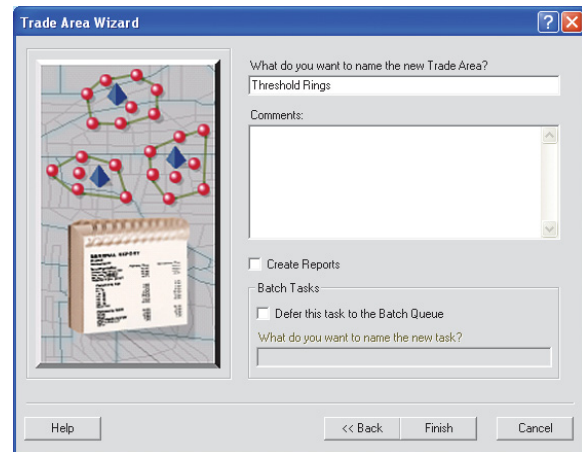 Trade Area Wizard
What do you want to name the new Trade Area?
Threshold Rings
Comments:
Create Reports
Batch Tasks
Defer this task to the Batch Queue
What do you want to name the new task?
Help
<< Back
Finish
Cancel